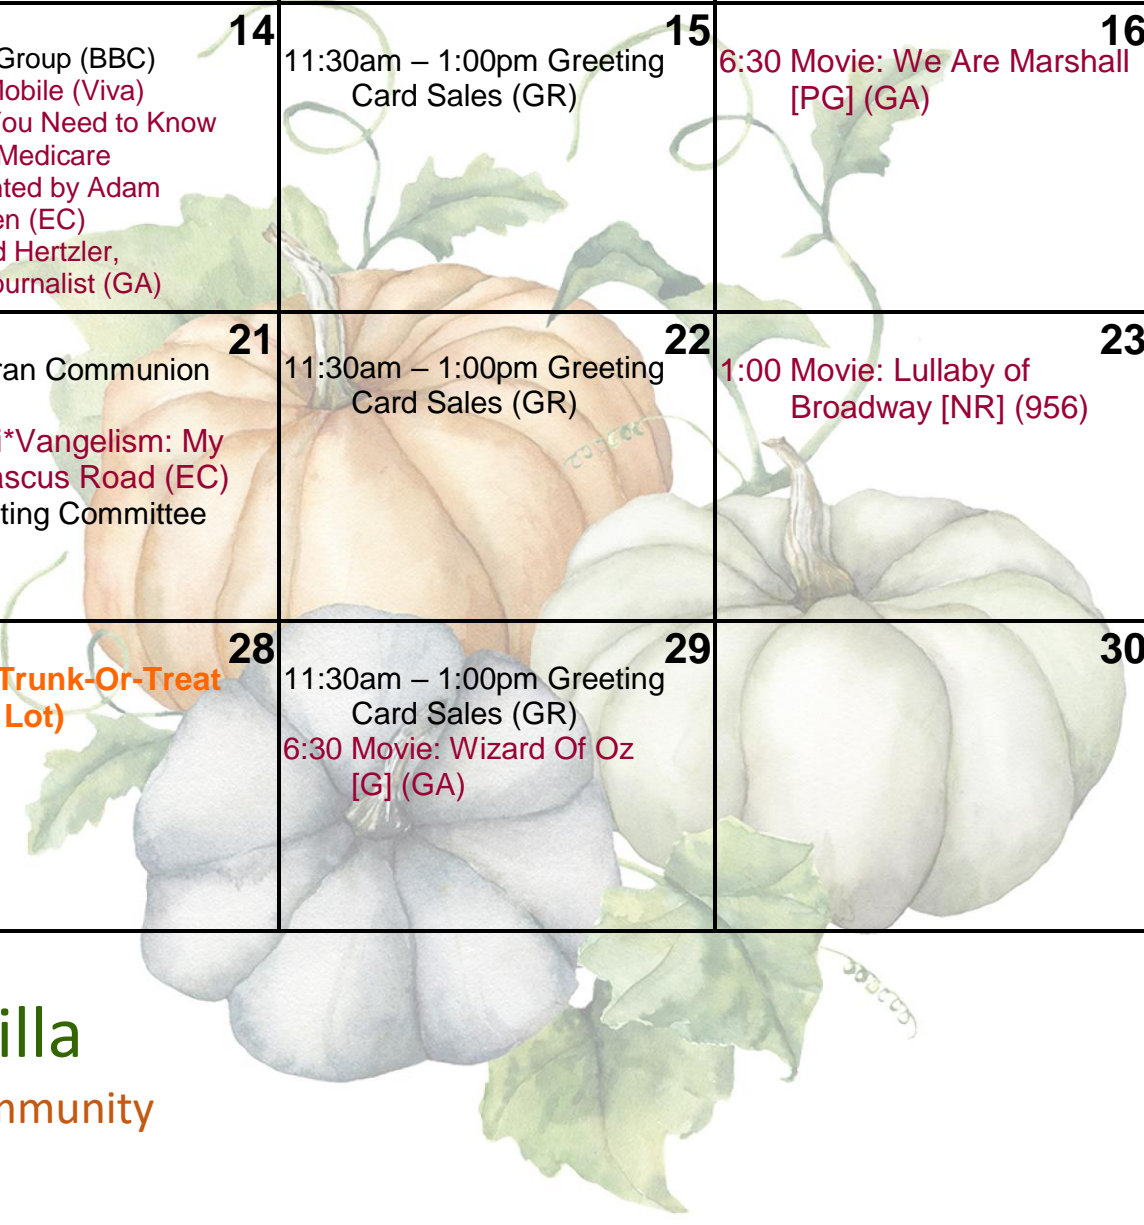 14
Group (BBC)
Mobile (Viva)
You Need to Know
Medicare
nted by Adam
en (EC)
d Hertzler,
ournalist (GA)
15
11:30am – 1:00pm Greeting
Card Sales (GR)
16
6:30 Movie: We Are Marshall
[PG] (GA)
21
ran Communion
i*Vangelism: My
ascus Road (EC)
ting Committee
22
11:30am – 1:00pm Greeting
Card Sales (GR)
23
1:00 Movie: Lullaby of
Broadway [NR] (956)
28
Trunk-Or-Treat
Lot)
29
11:30am – 1:00pm Greeting
Card Sales (GR)
6:30 Movie: Wizard Of Oz
[G] (GA)
30
illa
mmunity